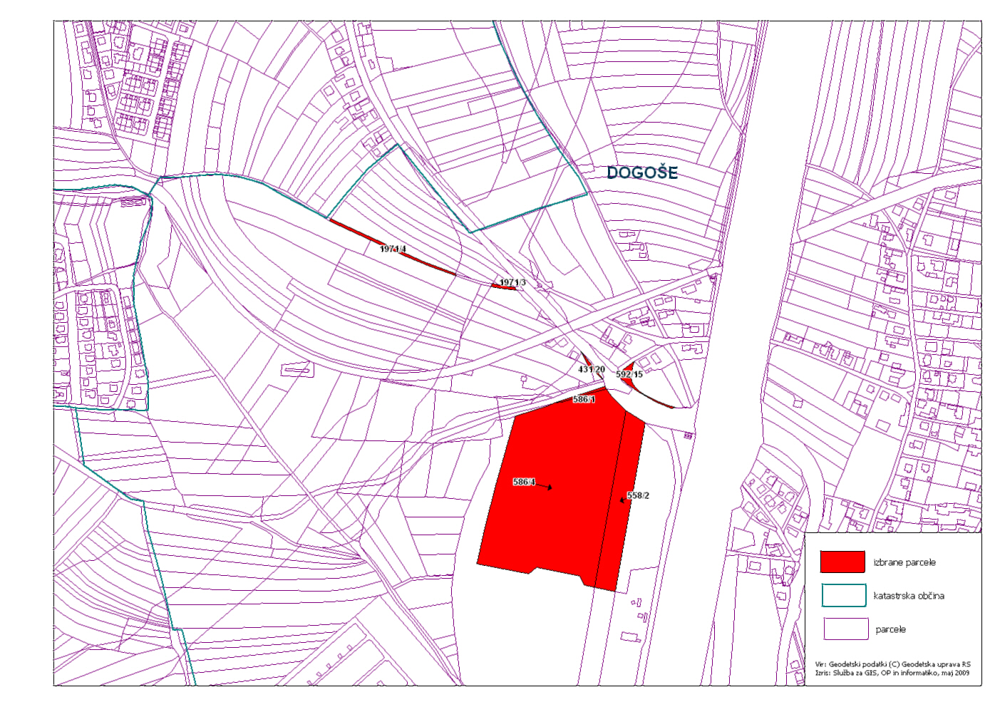 DOGOŠE
1971/4
1971/3
431/20
592/15
586/1
586/4
558/2
izbrane parcele
katastrska občina
parcele
Vir: Geodetski podatki (C) Geodetska uprava RS
Izris: Služba za GIS, OP in informatiko, maj 2009